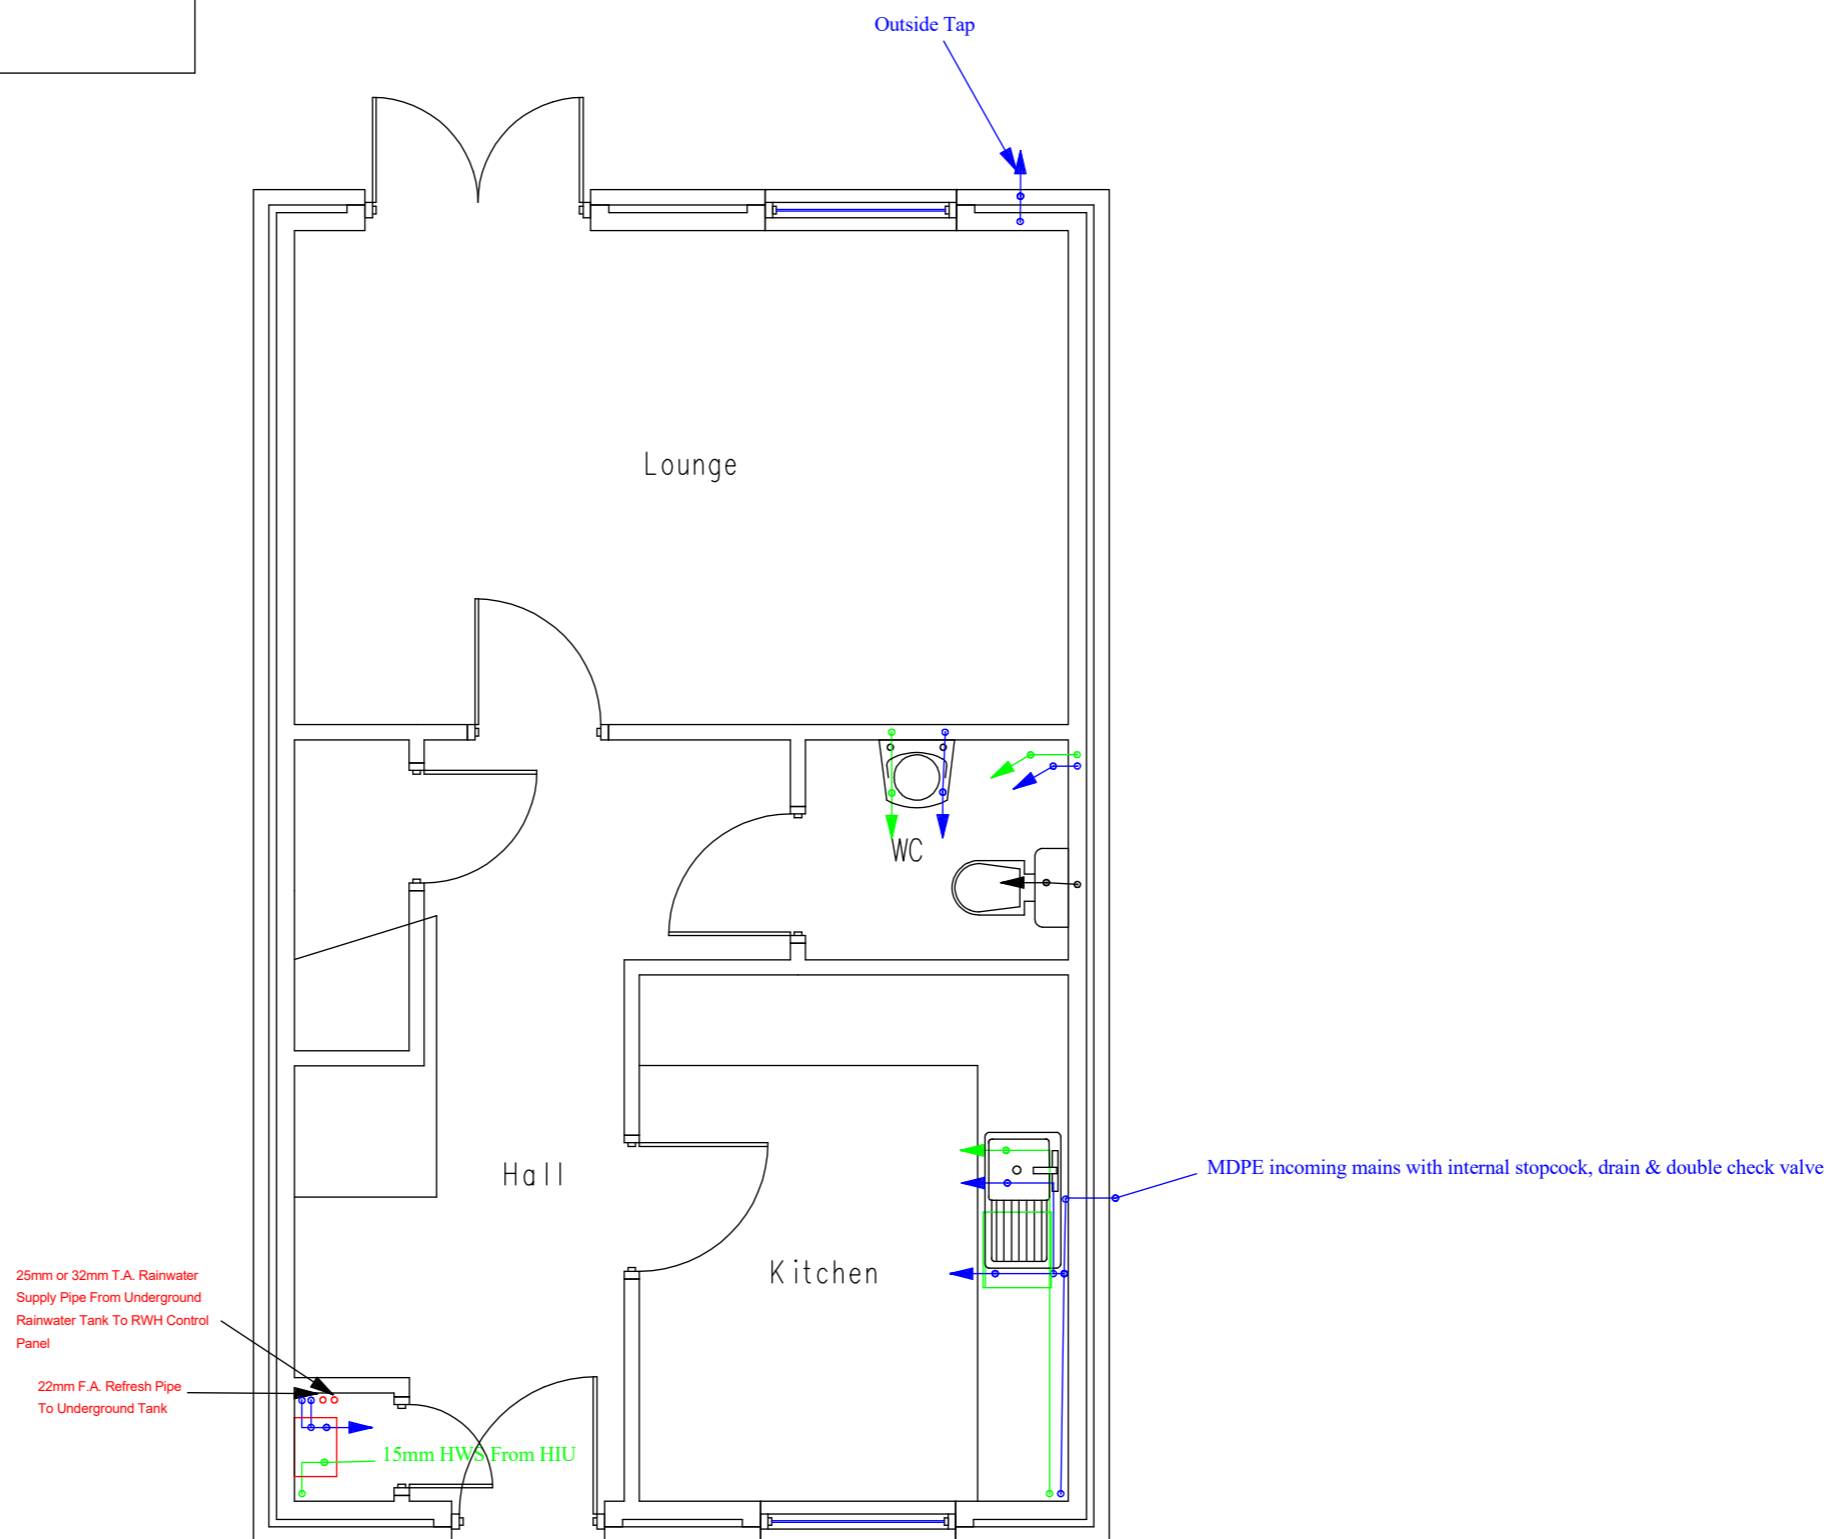 Outside Tap
Lounge
WC
MDPE incoming mains with internal stopcock, drain & double check valve
Hall
Kitchen
25mm or 32mm T.A. Rainwater
Supply Pipe From Underground
Rainwater Tank To RWH Control
Panel
22mm F.A. Refresh Pipe
To Underground Tank
15mm HWS From HIU